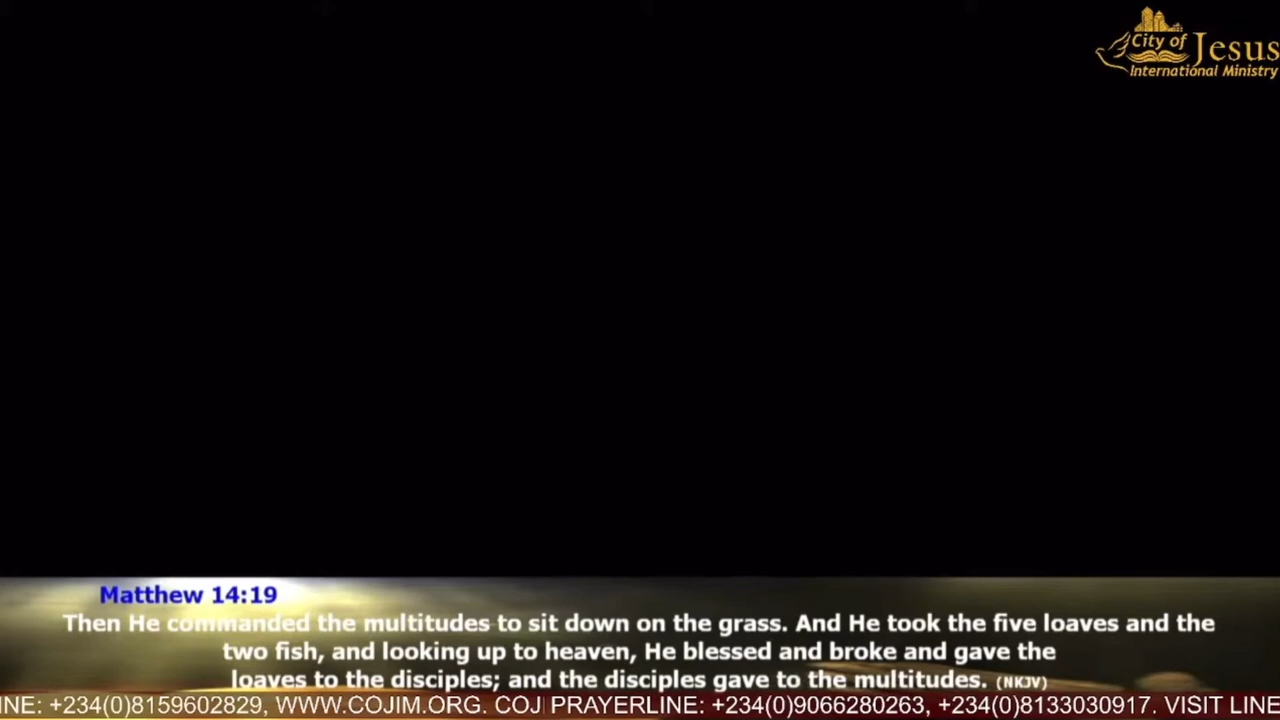 City of Jesus
International Ministry
Matthew 14:19
Then He commanded the multitudes to sit down on the grass. And He took the five loaves and the
two fish, and looking up to heaven, He blessed and broke and gave the
loaves to the disciples; and the disciples gave to the multitudes. (NKJV)
INE: +234(0)8159602829, WWW.COJIM.ORG. COJ PRAYERLINE: +234(0)9066280263, +234(0)8133030917. VISIT LINE